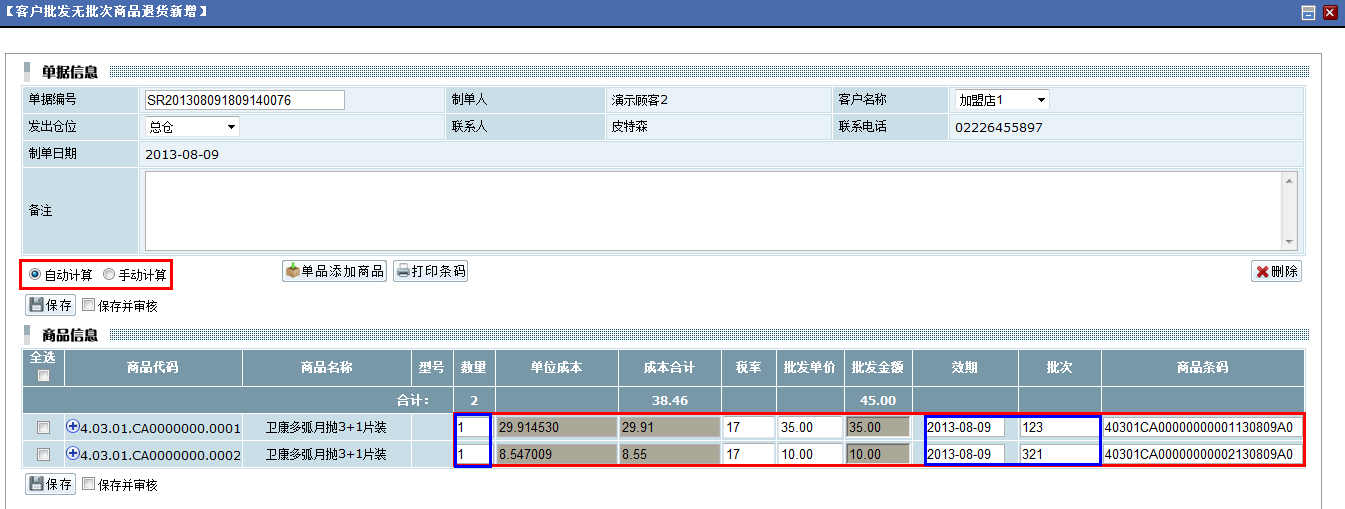 【客户批发无批次商品退货新增】
单据信息
单据编号 SR201308091809140076 制单人 演示顾客2 客户名称 加盟店1
发出仓位 总仓 联系人 皮特森 联系电话 02226455897
制单日期 2013-08-09
备注
自动计算 手动计算 单品添加商品 打印条码 删除
保存 保存并审核
商品信息
全选 商品代码 商品名称 型号 数量 单位成本 成本合计 税率 批发单价 批发金额 效期 批次 商品条码
合计： 2 38.46 45.00
4.03.01.CA0000000.0001 卫康多弧月抛3+1片装 1 29.914530 29.91 17 35.00 35.00 2013-08-09 123 40301CA00000000001130809A0
4.03.01.CA0000000.0002 卫康多弧月抛3+1片装 1 8.547009 8.55 17 10.00 10.00 2013-08-09 321 40301CA00000000002130809A0
保存 保存并审核